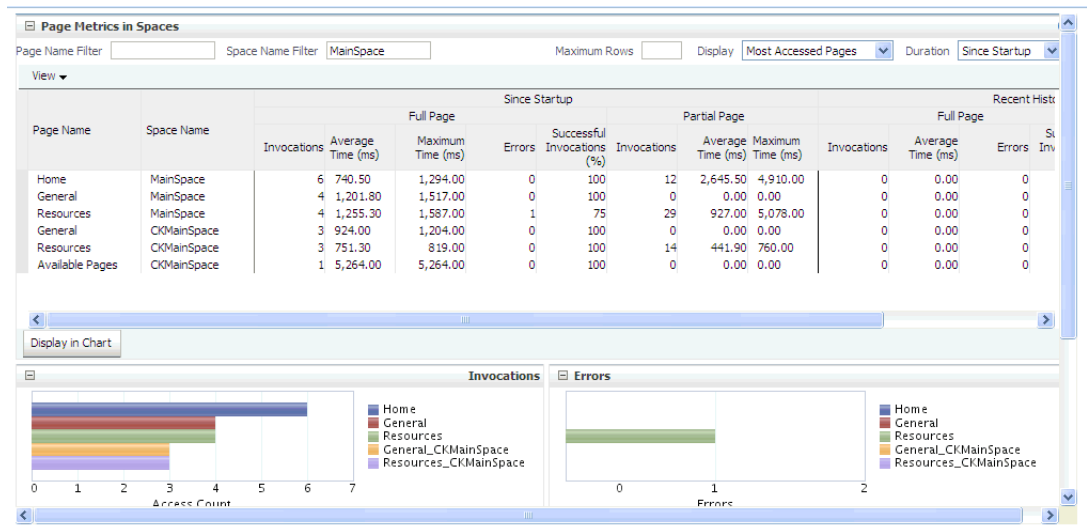 Page Metrics in Spaces
Page Name Filter Space Name Filter MainSpace Maximum Rows Display Most Accessed Pages Duration Since Startup
View
Since Startup Recent
Full Page Partial Page Full Page
Page Name Space Name Invocations Average Time (ms) Maximum Time (ms) Errors Successful Invocations (%) Invocations Average Time (ms) Maximum Time (ms) Invocations Average Time (ms) Errors
Home MainSpace 6 740.50 1,294.00 0 100 12 2,645.50 4,910.00 0 0.00 0
General MainSpace 4 1,201.80 1,517.00 0 100 0 0.00 0.00 0 0.00 0
Resources MainSpace 4 1,255.30 1,587.00 1 75 29 927.00 5,078.00 0 0.00 0
General CKMainSpace 3 924.00 1,204.00 0 100 0 0.00 0.00 0 0.00 0
Resources CKMainSpace 3 751.30 819.00 0 100 14 441.90 760.00 0 0.00 0
Available Pages CKMainSpace 1 5,264.00 5,264.00 0 100 0 0.00 0.00 0 0.00 0
Display in Chart
Invocations
Home
General
Resources
General_CKMainSpace
Resources_CKMainSpace
0 1 2 3 4 5 6 7
Access Count
Errors
Home
General
Resources
General_CKMainSpace
Resources_CKMainSpace
0 1 2
Errors